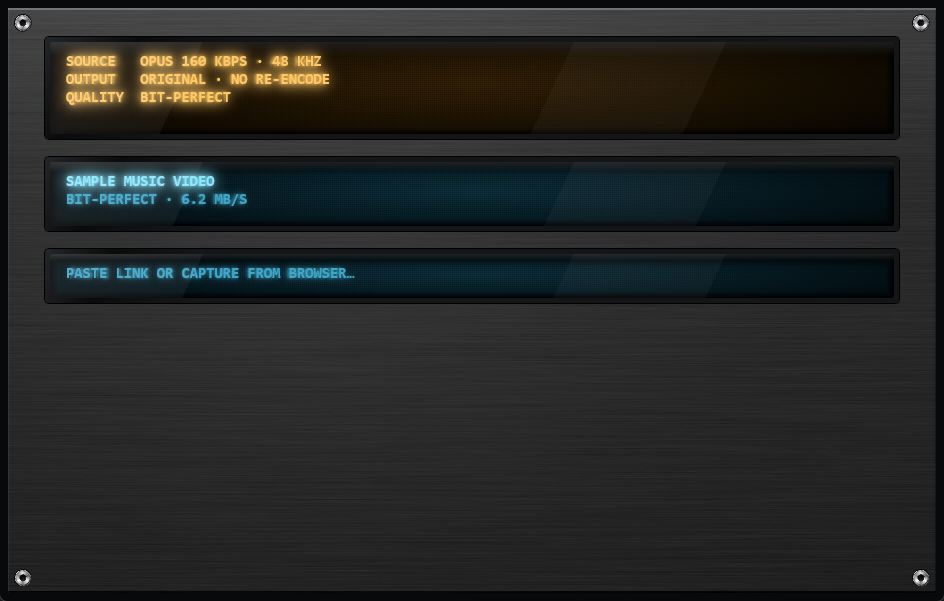 SOURCE OPUS 160 KBPS · 48 KHZ
OUTPUT ORIGINAL · NO RE-ENCODE
QUALITY BIT-PERFECT
SAMPLE MUSIC VIDEO
BIT-PERFECT · 6.2 MB/S
PASTE LINK OR CAPTURE FROM BROWSER…